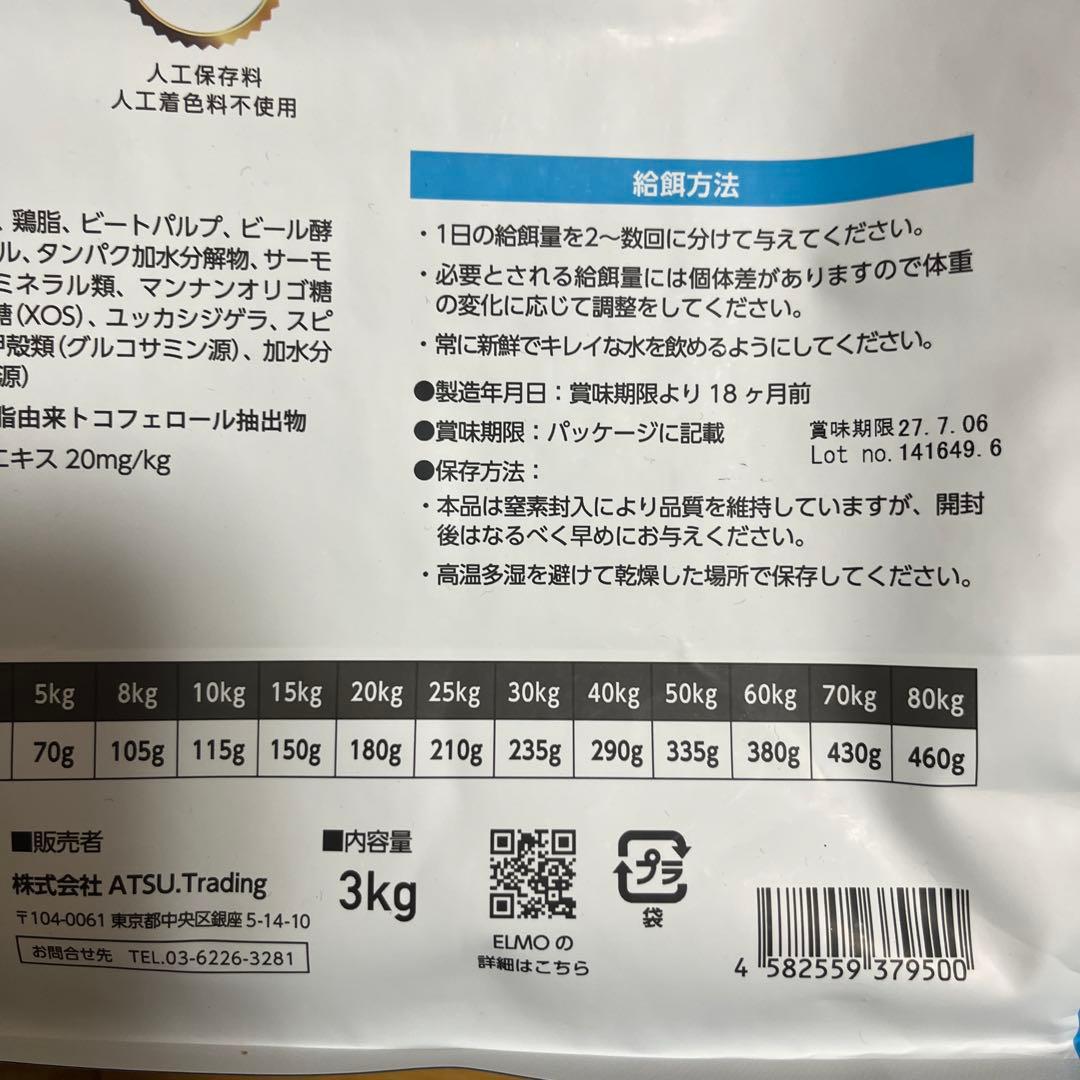 人工保存料
人工着色料不使用
、鶏脂、ビートパルプ、ビール酵
ル、タンパク加水分解物、サーモ
ミネラル類、マンナンオリゴ糖
糖(XOS)、ユッカシジゲラ、スピ
甲殻類(グルコサミン源)、加水分
源)
脂由来トコフェロール抽出物
エキス 20mg/kg
給餌方法
・1日の給餌量を2〜数回に分けて与えてください。
・必要とされる給餌量には個体差がありますので体重
の変化に応じて調整をしてください。
・常に新鮮でキレイな水を飲めるようにしてください。
●製造年月日：賞味期限より 18 ヶ月前
●賞味期限：パッケージに記載
賞味期限27.7.06
Lot no.141649.6
●保存方法：
・本品は窒素封入により品質を維持していますが、開封
後はなるべく早めにお与えください。
・高温多湿を避けて乾燥した場所で保存してください。
5kg 8kg 10kg 15kg 20kg 25kg 30kg 40kg 50kg 60kg 70kg 80kg
70g 105g 115g 150g 180g 210g 235g 290g 335g 380g 430g 460g
■販売者
株式会社 ATSU.Trading
〒104-0061 東京都中央区銀座 5-14-10
お問合せ先 TEL.03-6226-3281
■内容量
3kg
ELMO の
詳細はこちら
プラ
袋
4 582559 379500